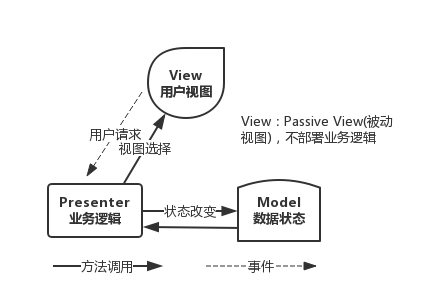 View
用户视图
View：Passive View(被动
视图)，不部署业务逻辑
用户请求
视图选择
Presenter
业务逻辑
状态改变
Model
数据状态
方法调用
事件